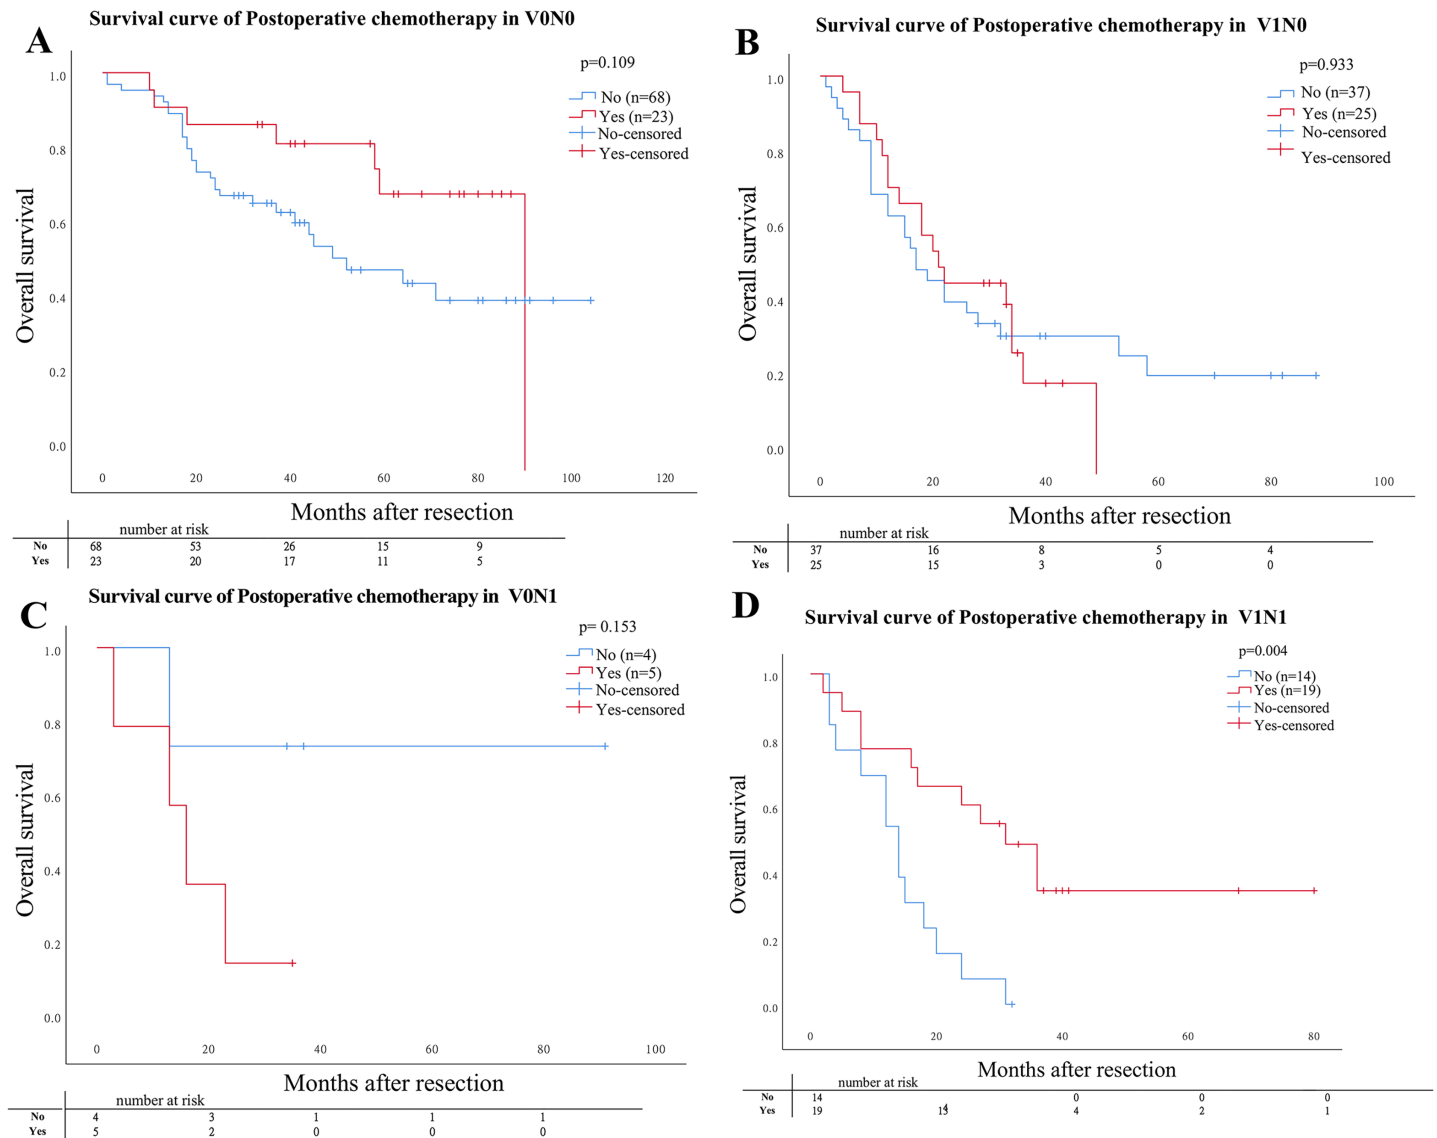 A
Survival curve of Postoperative chemotherapy in V0N0
p=0.109
No (n=68)
Yes (n=23)
No-censored
Yes-censored
Overall survival
1.0
0.8
0.6
0.4
0.2
0.0
0 20 40 60 80 100 120
Months after resection
number at risk
No 68 53 26 15 9
Yes 23 20 17 11 5
B
Survival curve of Postoperative chemotherapy in V1N0
p=0.933
No (n=37)
Yes (n=25)
No-censored
Yes-censored
Overall survival
1.0
0.8
0.6
0.4
0.2
0.0
0 20 40 60 80 100
Months after resection
number at risk
No 37 16 8 5 4
Yes 25 15 3 0 0
C
Survival curve of Postoperative chemotherapy in V0N1
p= 0.153
No (n=4)
Yes (n=5)
No-censored
Yes-censored
Overall survival
1.0
0.8
0.6
0.4
0.2
0.0
0 20 40 60 80 100
Months after resection
number at risk
No 4 3 1 1 1
Yes 5 2 0 0 0
D
Survival curve of Postoperative chemotherapy in V1N1
p=0.004
No (n=14)
Yes (n=19)
No-censored
Yes-censored
Overall survival
1.0
0.8
0.6
0.4
0.2
0.0
0 20 40 60 80
Months after resection
number at risk
No 14 0 0 0
Yes 19 4 2 1